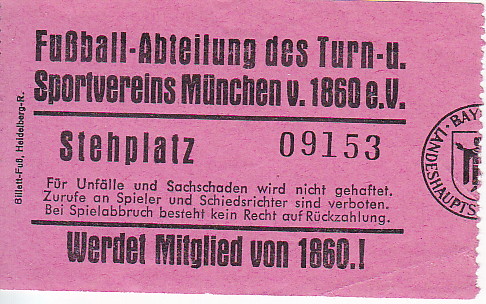 Fußball-Abteilung des Turn-u.
Sportvereins München v. 1860 e.V.
Stehplatz 09153
Für Unfälle und Sachschaden wird nicht gehaftet.
Zurufe an Spieler und Schiedsrichter sind verboten.
Bei Spielabbruch besteht kein Recht auf Rückzahlung.
Werdet Mitglied von 1860.!
Billett-Fuß, Heidelberg-R.
BAY
LANDESHAUPTS